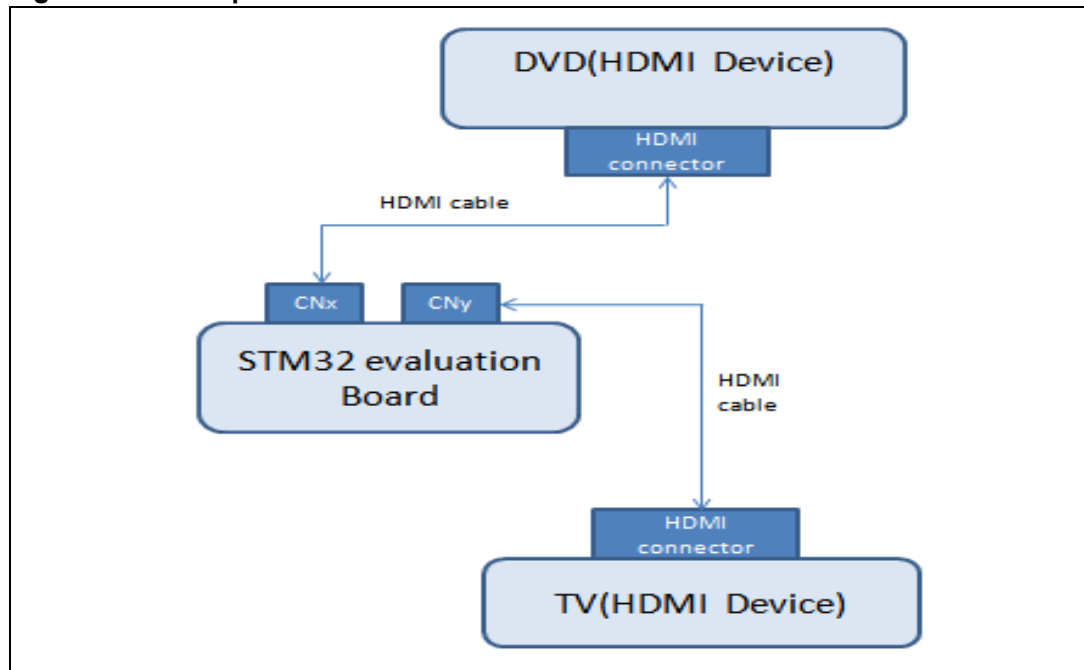 DVD(HDMI Device)
HDMI
connector
HDMI cable
CNx
CNy
STM32 evaluation
Board
HDMI
cable
HDMI
connector
TV(HDMI Device)